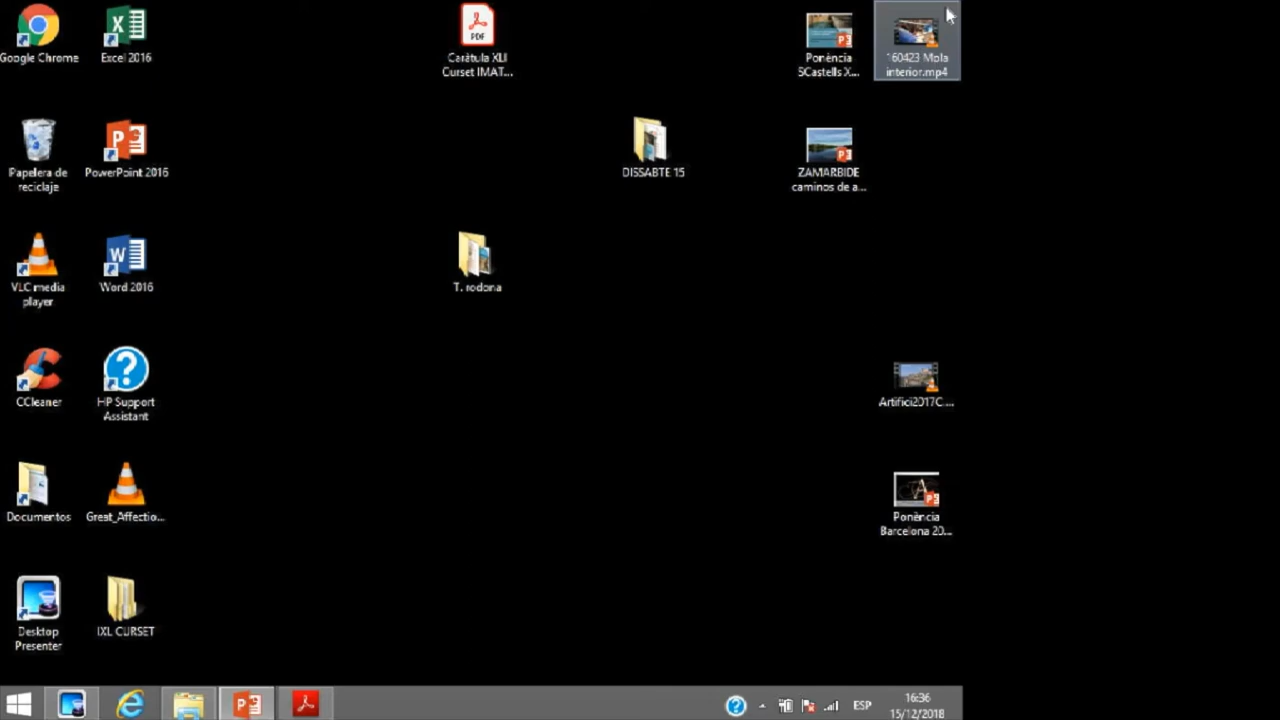 Google Chrome
Excel 2016
Caràtula XLI
Curset IMAT...
Ponència
SCastells X...
160423 Mola
interior.mp4
Papelera de
reciclaje
PowerPoint 2016
DISSABTE 15
ZAMARBIDE
caminos de a...
VLC media
player
Word 2016
T. rodona
CCleaner
HP Support
Assistant
Artifici2017C....
Documentos
Great_Affectio...
Ponència
Barcelona 20...
Desktop
Presenter
IXL CURSET
ESP
16:36
15/12/2018